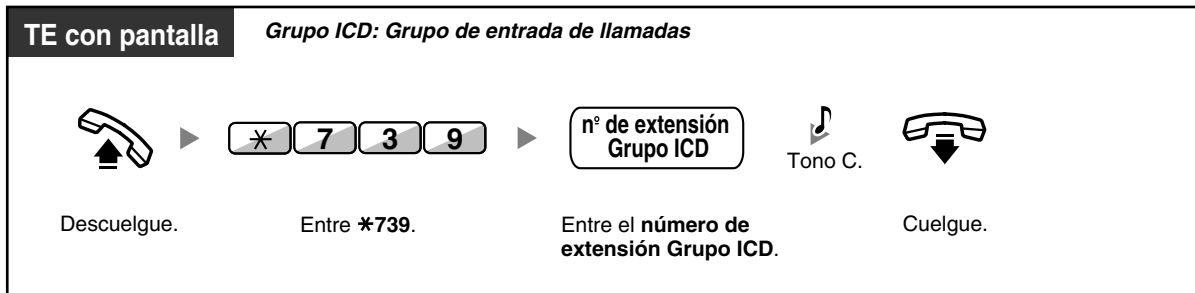 TE con pantalla
Grupo ICD: Grupo de entrada de llamadas
* 7 3 9
nº de extensión
Grupo ICD
Tono C.
Descuelgue.
Entre *739.
Entre el número de
extensión Grupo ICD.
Cuelgue.